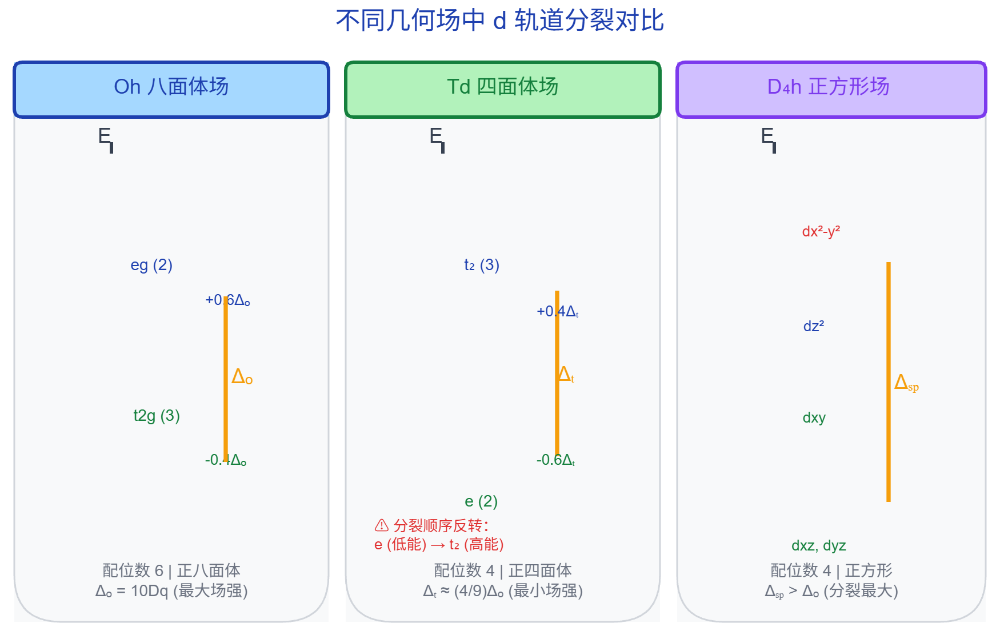 不同几何场中 d 轨道分裂对比
Oh 八面体场
E
eg (2)
+0.6Δₒ
Δₒ
t2g (3)
-0.4Δₒ
配位数 6 | 正八面体
Δₒ = 10Dq (最大场强)
Td 四面体场
E
t₂ (3)
+0.4Δₜ
Δₜ
-0.6Δₜ
e (2)
⚠ 分裂顺序反转：
e (低能) → t₂ (高能)
配位数 4 | 正四面体
Δₜ ≈ (4/9)Δₒ (最小场强)
D₄h 正方形场
E
dx²-y²
dz²
Δₛₚ
dxy
dxz, dyz
配位数 4 | 正方形
Δₛₚ > Δₒ (分裂最大)